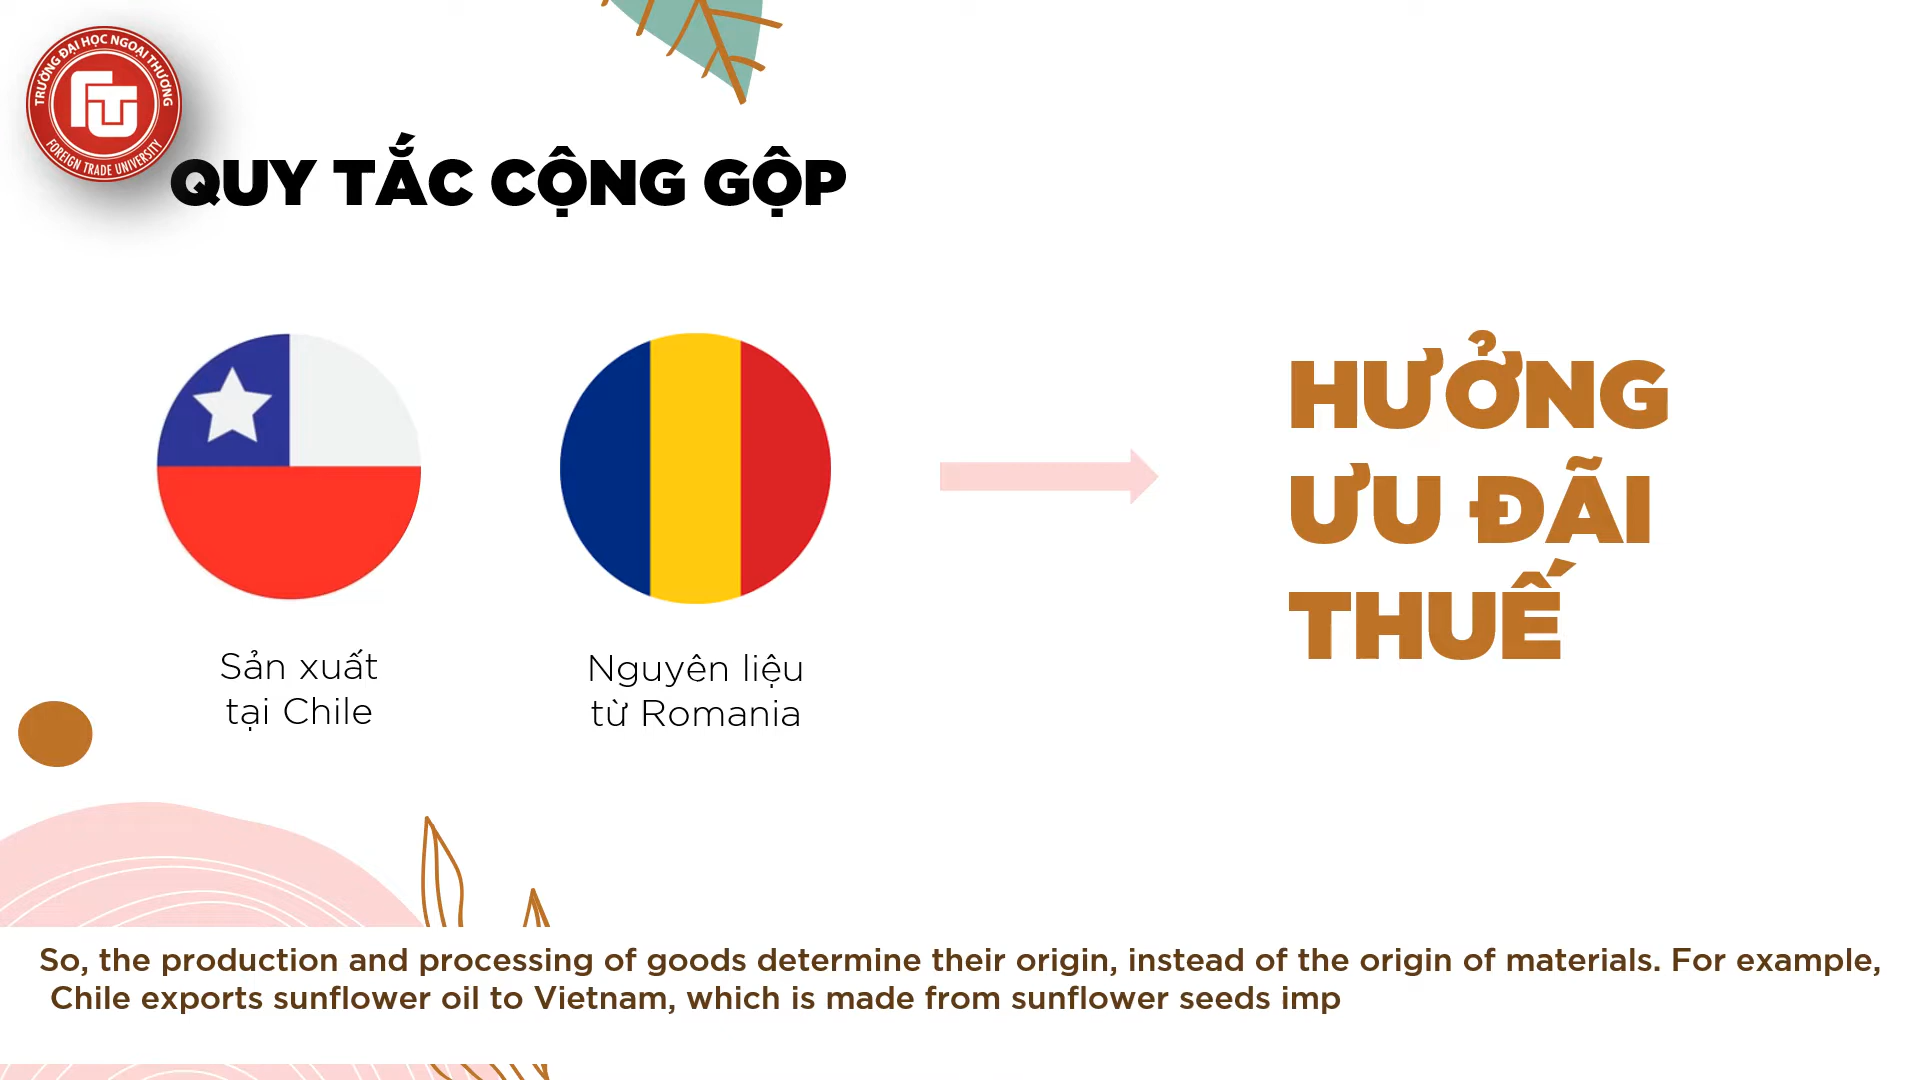 TRƯỜNG ĐẠI HỌC NGOẠI THƯƠNG
FTU
FOREIGN TRADE UNIVERSITY
QUY TẮC CỘNG GỘP
Sản xuất
tại Chile
Nguyên liệu
từ Romania
HƯỞNG
ƯU ĐÃI
THUẾ
So, the production and processing of goods determine their origin, instead of the origin of materials. For example,
Chile exports sunflower oil to Vietnam, which is made from sunflower seeds imp